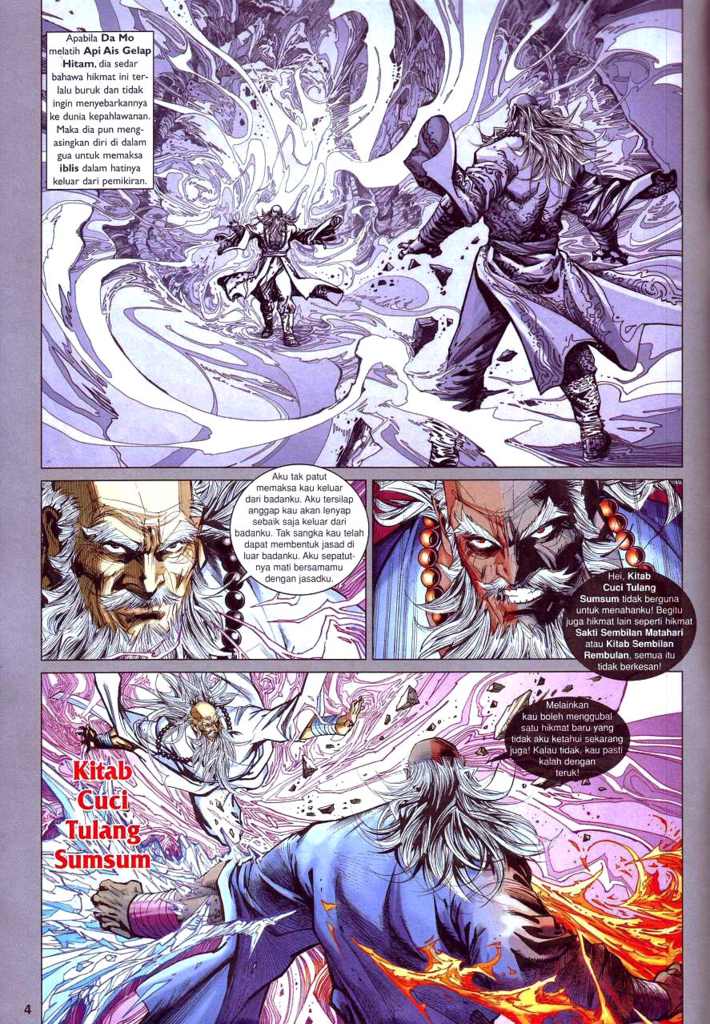 Apabila Da Mo
melatih Api Ais Gelap
Hitam, dia sedar
bahawa hikmat ini ter-
lalu buruk dan tidak
ingin menyebarkannya
ke dunia kepahlawanan.
Maka dia pun meng-
asingkan diri di dalam
gua untuk memaksa
iblis dalam hatinya
keluar dari pemikiran.
Aku tak patut
memaksa kau keluar
dari badanku. Aku tersilap
anggap kau akan lenyap
sebaik saja keluar dari
badanku. Tak sangka kau telah
dapat membentuk jasad di
luar badanku. Aku sepatut-
nya mati bersamamu
dengan jasadku.
Hei, Kitab
Cuci Tulang
Sumsum tidak berguna
untuk menahanku! Begitu
juga hikmat lain seperti hikmat
Sakti Sembilan Matahari
atau Kitab Sembilan
Rembulan, semua itu
tidak berkesan!
Melainkan
kau boleh menggubal
satu hikmat baru yang
tidak aku ketahui sekarang
juga! Kalau tidak, kau pasti
kalah dengan
teruk!
Kitab
Cuci
Tulang
Sumsum
4